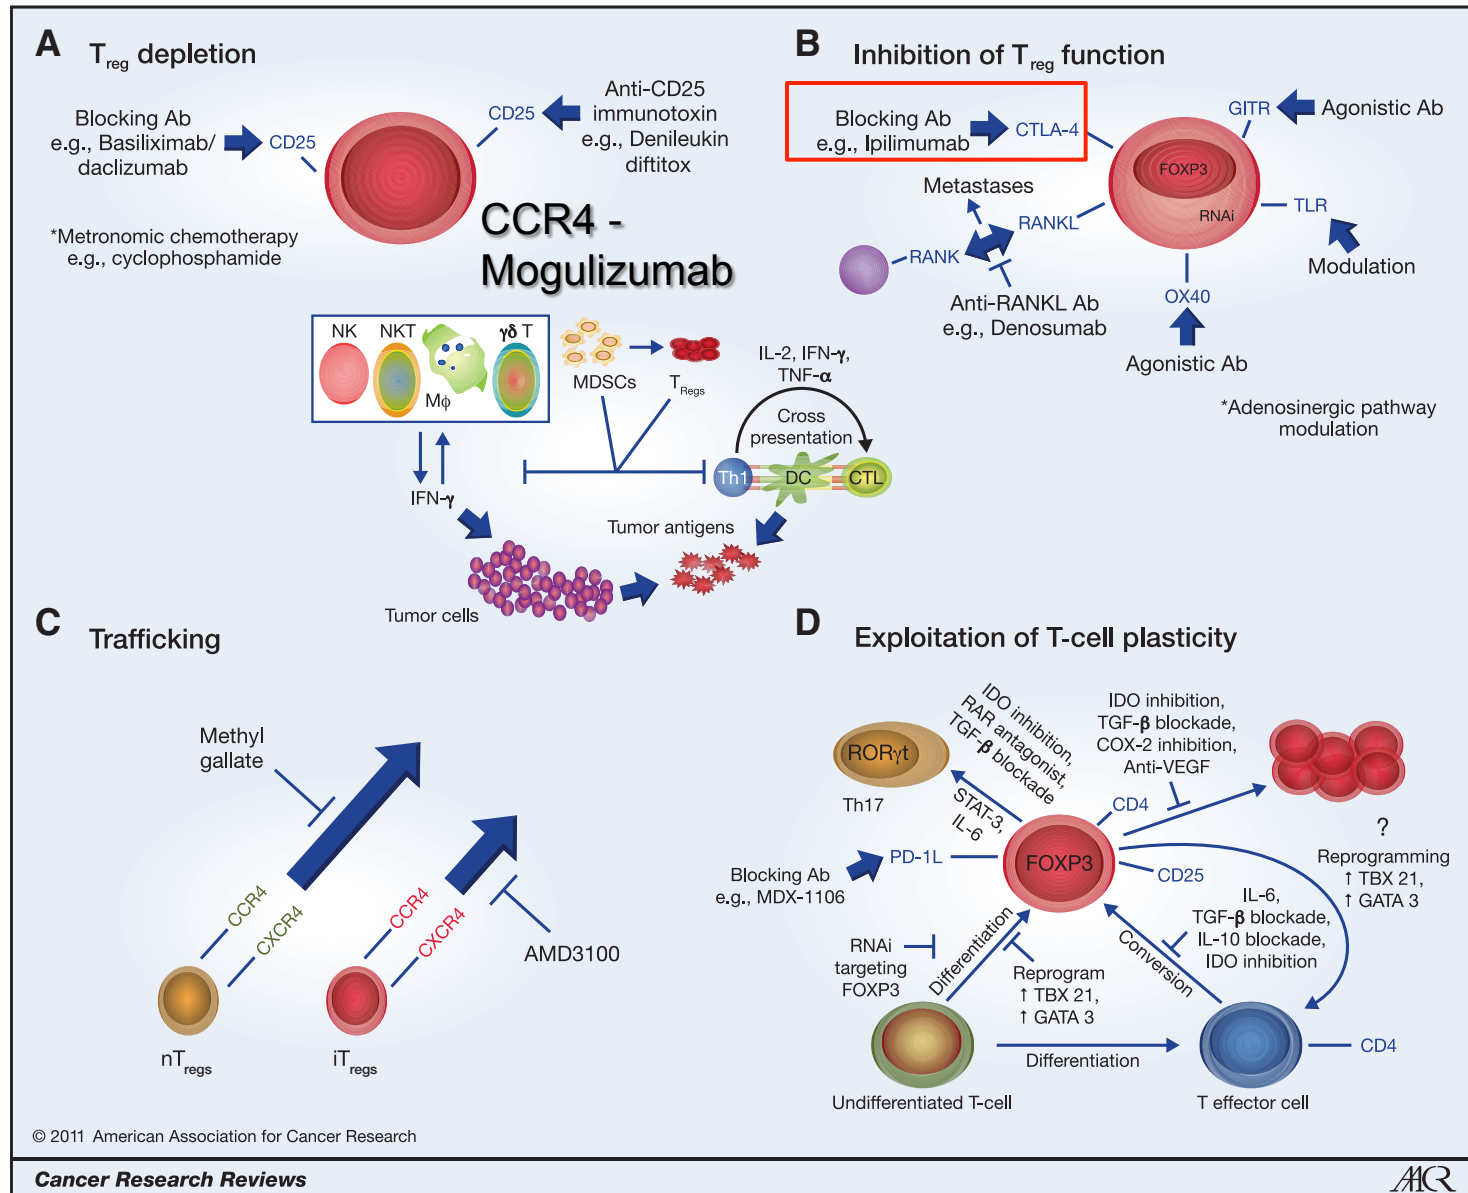 A T reg depletion
Blocking Ab
e.g., Basiliximab/
daclizumab
CD25
CD25
Anti-CD25
immunotoxin
e.g., Denileukin
diftitox
*Metronomic chemotherapy
e.g., cyclophosphamide
CCR4 -
Mogulizumab
NK NKT γδ T
Mϕ
MDSCs
T Regs
IL-2, IFN-γ,
TNF-α
Cross
presentation
Th1 DC CTL
IFN-γ
Tumor antigens
Tumor cells
B Inhibition of T reg function
Blocking Ab
e.g., Ipilimumab
CTLA-4
GITR
Agonistic Ab
FOXP3
RNAi
TLR
Modulation
Metastases
RANKL
RANK
Anti-RANKL Ab
e.g., Denosumab
OX40
Agonistic Ab
*Adenosinergic pathway
modulation
C Trafficking
Methyl
gallate
CCR4
CXCR4
CCR4
CXCR4
AMD3100
nT regs
iT regs
D Exploitation of T-cell plasticity
RORγt
Th17
IDO inhibition,
RAR antagonist,
TGF-β blockade
STAT-3,
IL-6
IDO inhibition,
TGF-β blockade,
COX-2 inhibition,
Anti-VEGF
CD4
?
Reprogramming
↑ TBX 21,
↑ GATA 3
Blocking Ab
e.g., MDX-1106
PD-1L
FOXP3
CD25
IL-6,
TGF-β blockade,
IL-10 blockade,
IDO inhibition
RNAi
targeting
FOXP3
Differentiation
Reprogram
↑ TBX 21,
↑ GATA 3
Conversion
Differentiation
CD4
Undifferentiated T-cell
T effector cell
© 2011 American Association for Cancer Research
Cancer Research Reviews
AACR